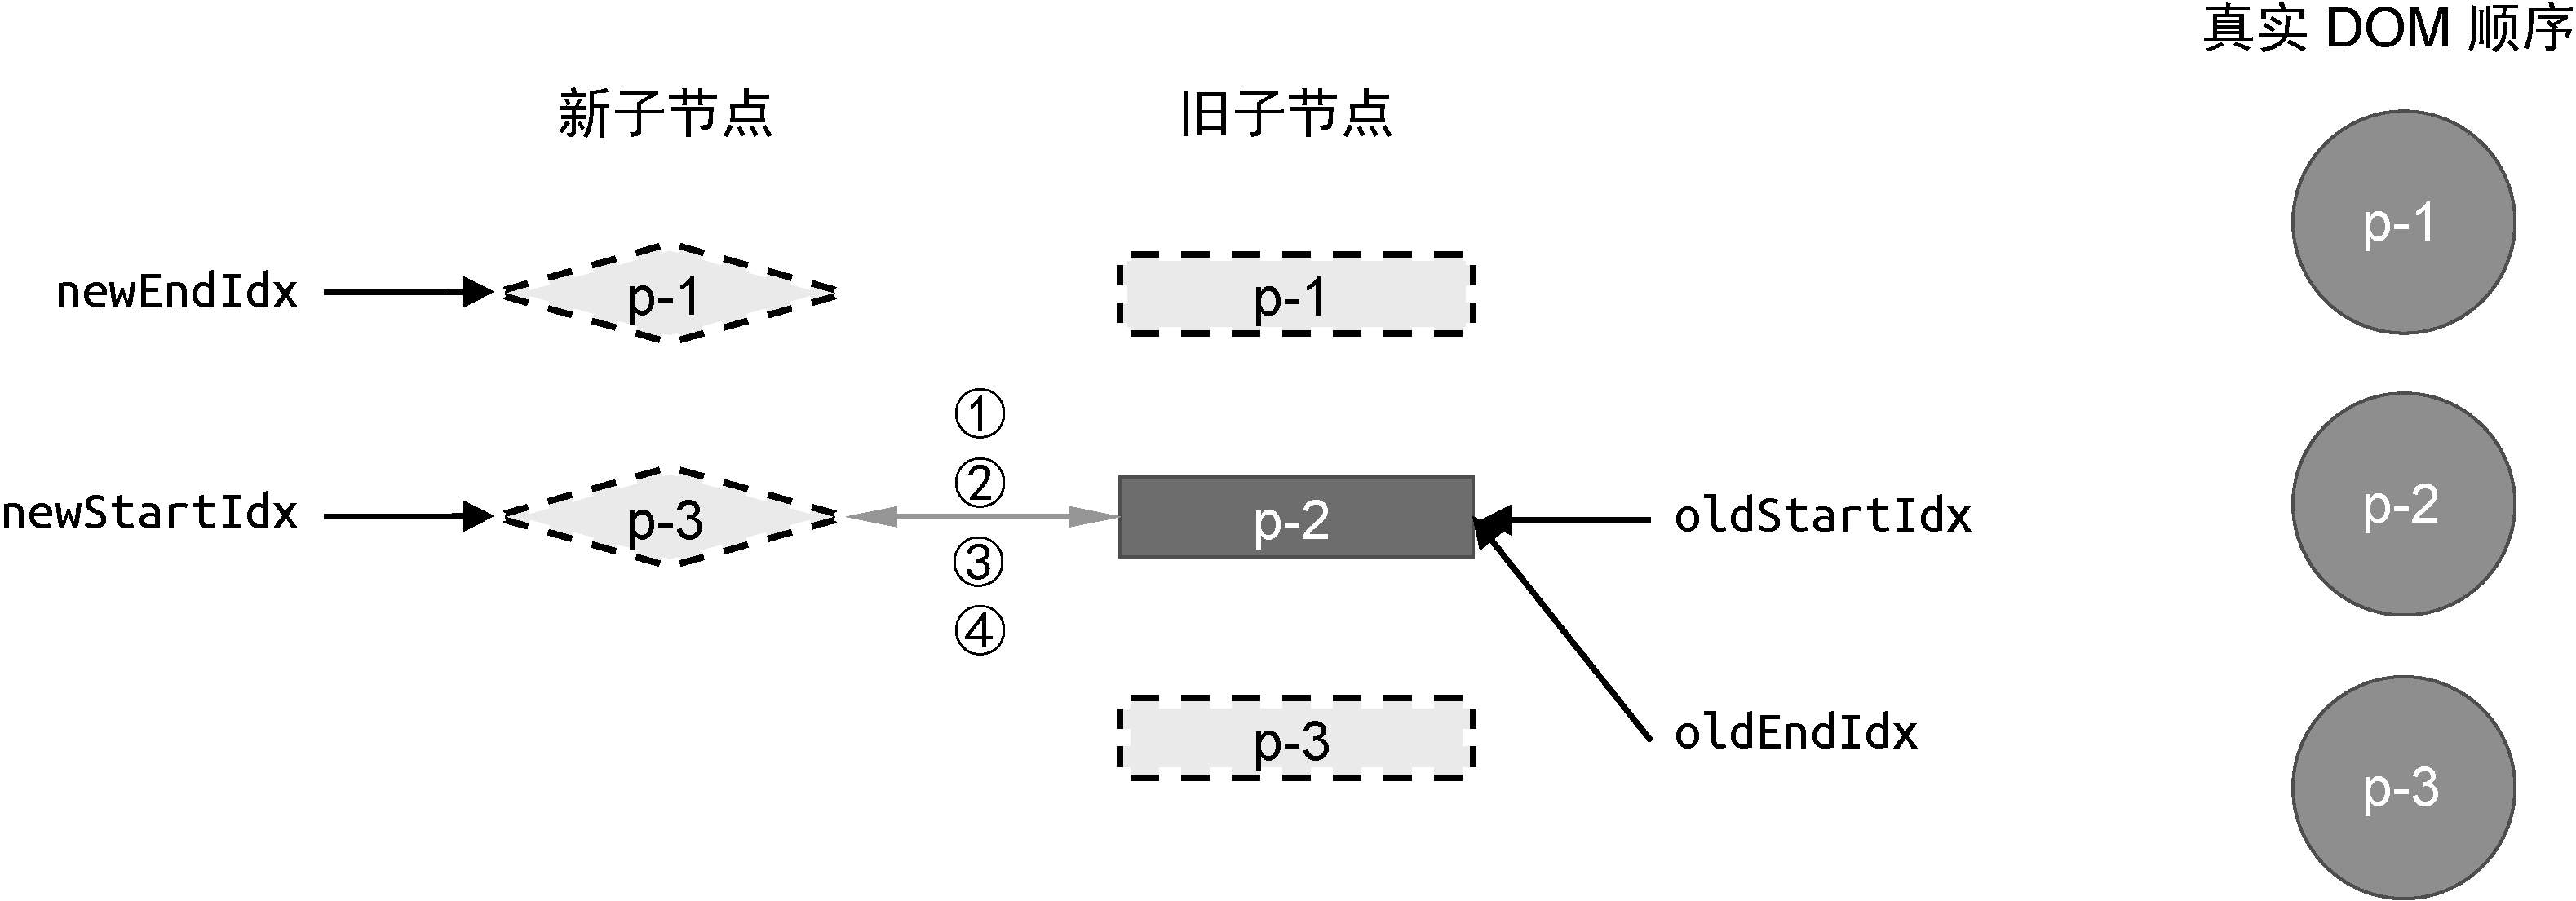 真实 DOM 顺序
新子节点
旧子节点
newEndIdx
p-1
p-1
p-1
①
②
newStartIdx
p-3
p-2
oldStartIdx
p-2
③
④
p-3
oldEndIdx
p-3